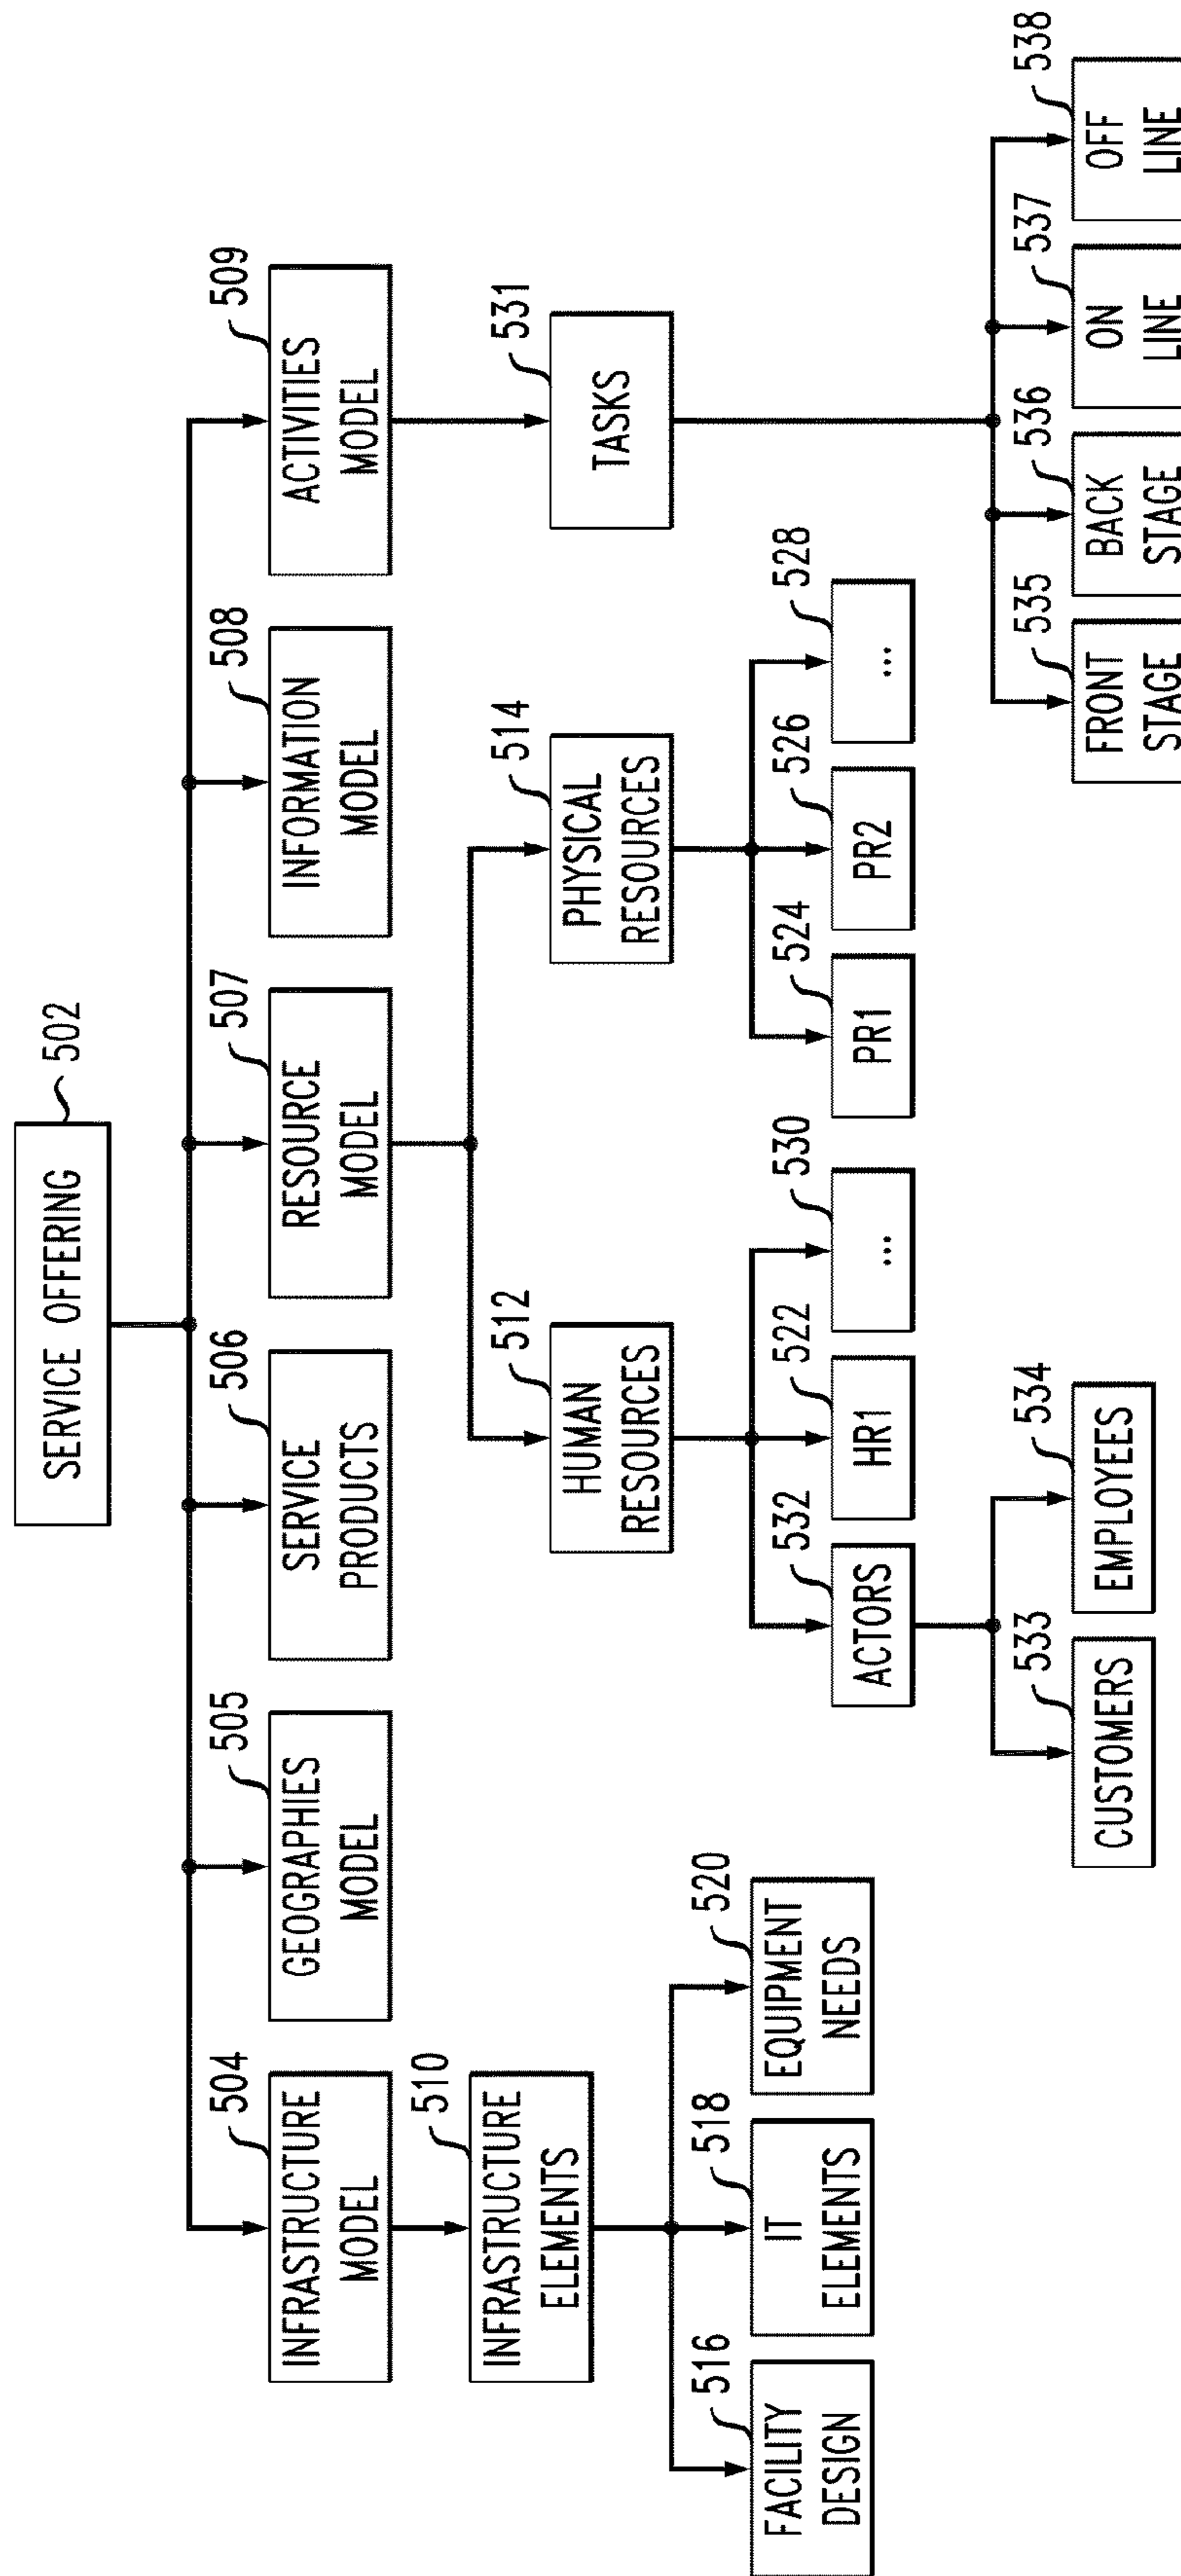 502
SERVICE OFFERING
504
INFRASTRUCTURE
MODEL
505
GEOGRAPHIES
MODEL
506
SERVICE
PRODUCTS
507
RESOURCE
MODEL
508
INFORMATION
MODEL
509
ACTIVITIES
MODEL
510
INFRASTRUCTURE
ELEMENTS
512
HUMAN
RESOURCES
514
PHYSICAL
RESOURCES
531
TASKS
516
FACILITY
DESIGN
518
IT
ELEMENTS
520
EQUIPMENT
NEEDS
532
ACTORS
522
HR1
530
...
524
PR1
526
PR2
528
...
533
CUSTOMERS
534
EMPLOYEES
535
FRONT
STAGE
536
BACK
STAGE
537
ON
LINE
538
OFF
LINE